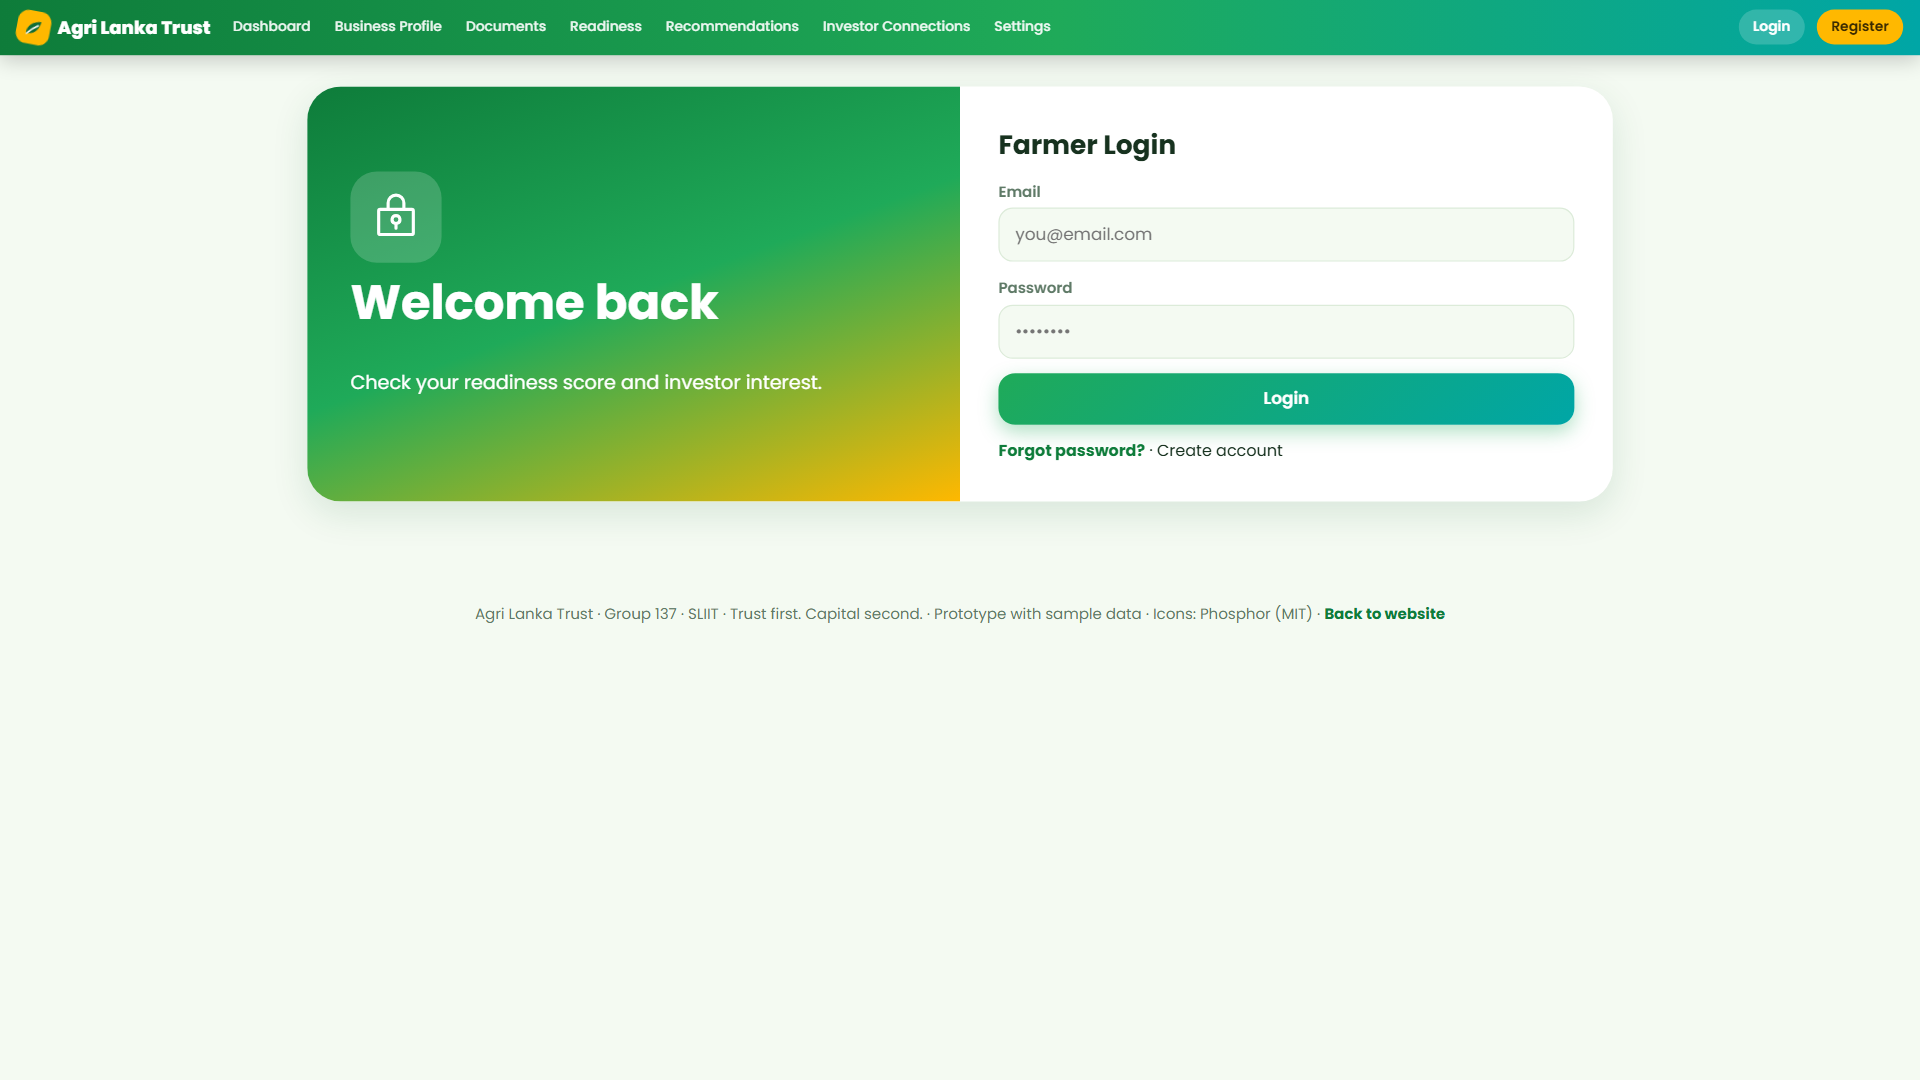 Agri Lanka Trust Dashboard Business Profile Documents Readiness Recommendations Investor Connections Settings Login Register
Welcome back
Check your readiness score and investor interest.
Farmer Login
Email
you@email.com
Password
••••••••
Login
Forgot password? · Create account
Agri Lanka Trust · Group 137 · SLIIT · Trust first. Capital second. · Prototype with sample data · Icons: Phosphor (MIT) · Back to website